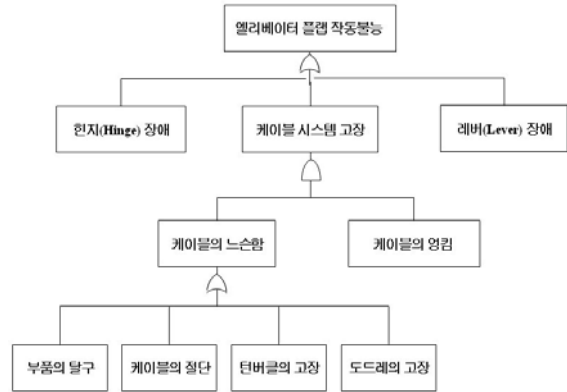 엘리베이터 플랩 작동불능
힌지(Hinge) 장애
케이블 시스템 고장
레버(Lever) 장애
케이블의 느슨함
케이블의 엉킴
부품의 탈구
케이블의 절단
턴버클의 고장
도드레의 고장